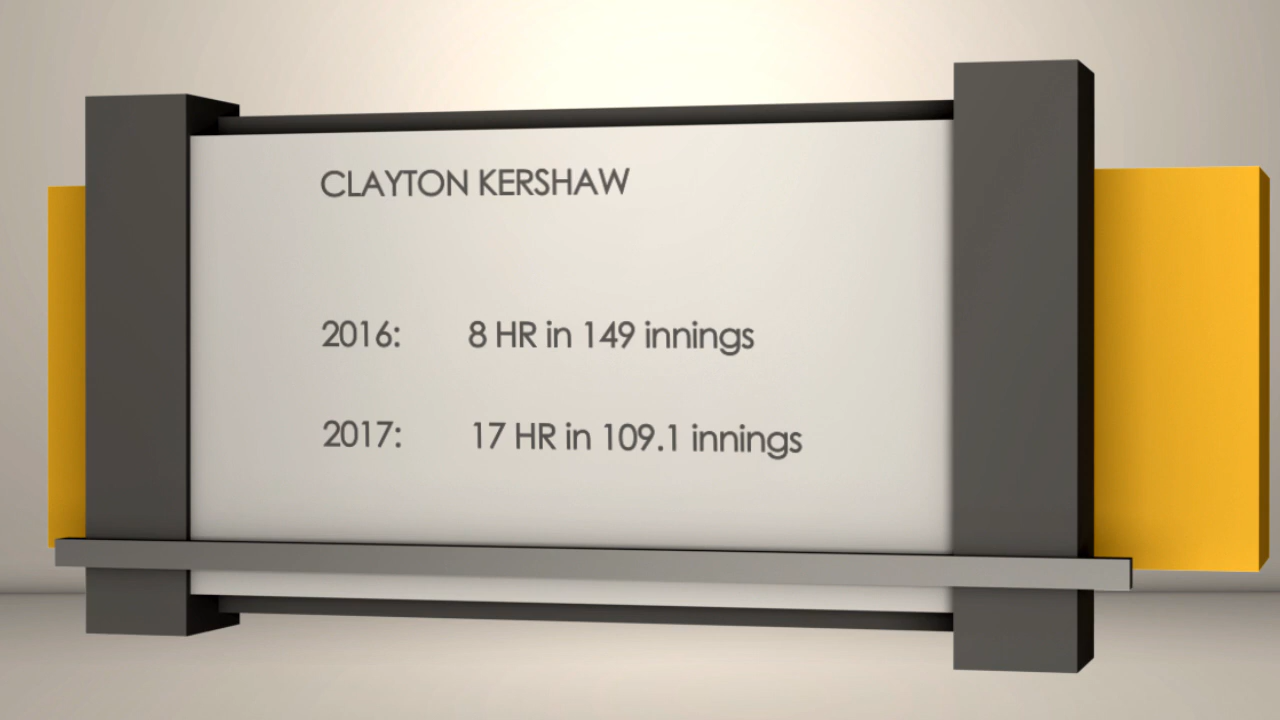 CLAYTON KERSHAW
2016: 8 HR in 149 innings
2017: 17 HR in 109.1 innings